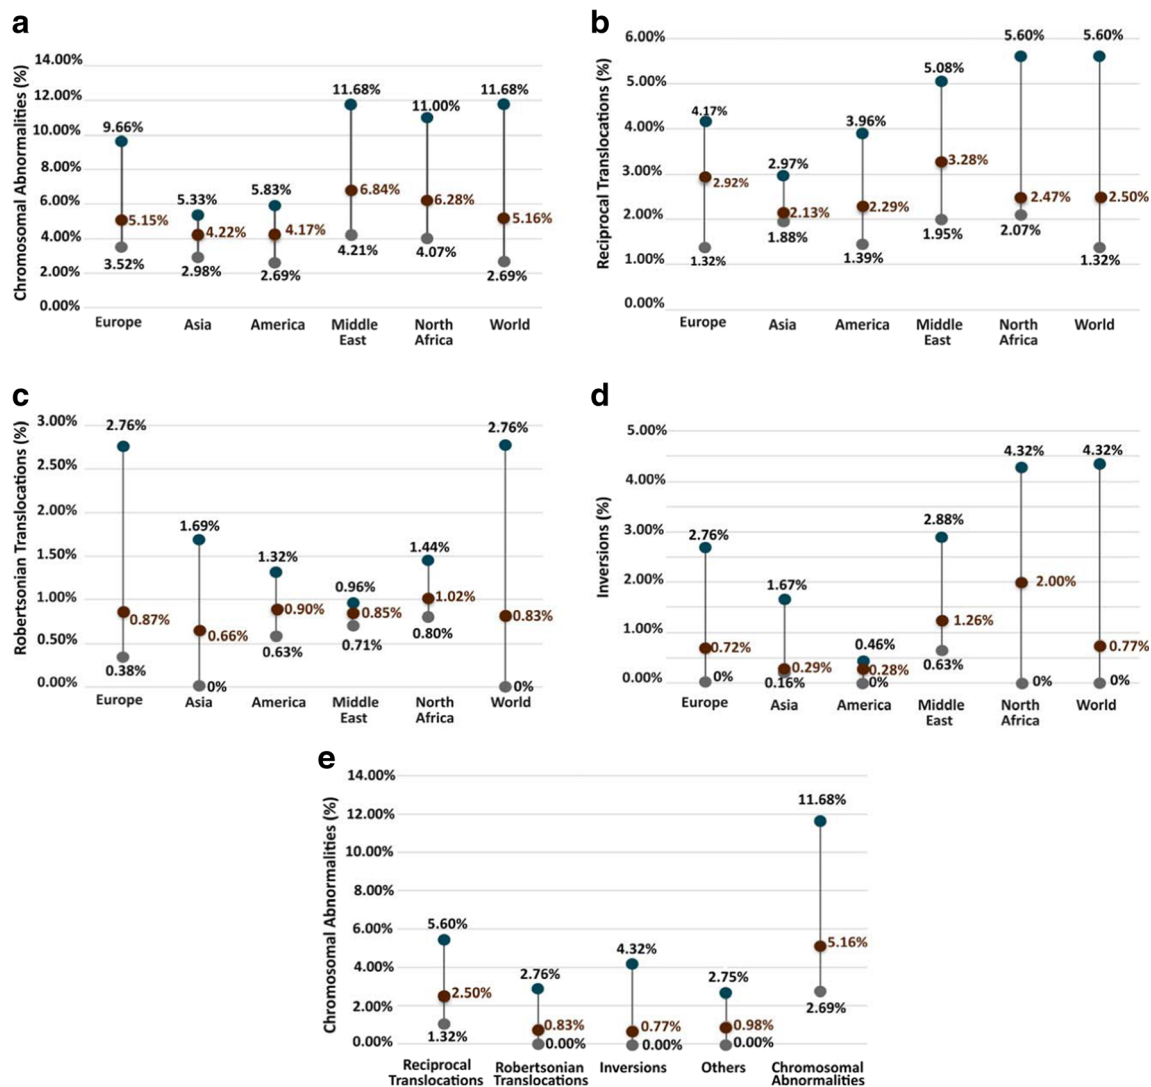 a
Chromosomal Abnormalities (%)
14.00%
12.00%
10.00%
8.00%
6.00%
4.00%
2.00%
0.00%
9.66%
5.15%
3.52%
5.33%
4.22%
2.98%
5.83%
4.17%
2.69%
11.68%
6.84%
4.21%
11.00%
6.28%
4.07%
11.68%
5.16%
2.69%
Europe
Asia
America
Middle
East
North
Africa
World
b
Reciprocal Translocations (%)
6.00%
5.00%
4.00%
3.00%
2.00%
1.00%
0.00%
4.17%
2.92%
1.32%
2.97%
2.13%
1.88%
3.96%
2.29%
1.39%
5.08%
3.28%
1.95%
5.60%
2.47%
2.07%
5.60%
2.50%
1.32%
Europe
Asia
America
Middle
East
North
Africa
World
c
Robertsonian Translocations (%)
3.00%
2.50%
2.00%
1.50%
1.00%
0.50%
0.00%
2.76%
0.87%
0.38%
1.69%
0.66%
0%
1.32%
0.90%
0.63%
0.96%
0.85%
0.71%
1.44%
1.02%
0.80%
2.76%
0.83%
0%
Europe
Asia
America
Middle
East
North
Africa
World
d
Inversions (%)
5.00%
4.00%
3.00%
2.00%
1.00%
0.00%
2.76%
0.72%
0%
1.67%
0.29%
0.16%
0.46%
0.28%
0%
2.88%
1.26%
0.63%
4.32%
2.00%
0%
4.32%
0.77%
0%
Europe
Asia
America
Middle
East
North
Africa
World
e
Chromosomal Abnormalities (%)
14.00%
12.00%
10.00%
8.00%
6.00%
4.00%
2.00%
0.00%
5.60%
2.50%
1.32%
2.76%
0.83%
0.00%
4.32%
0.77%
0.00%
2.75%
0.98%
0.00%
11.68%
5.16%
2.69%
Reciprocal
Translocations
Robertsonian
Translocations
Inversions
Others
Chromosomal
Abnormalities